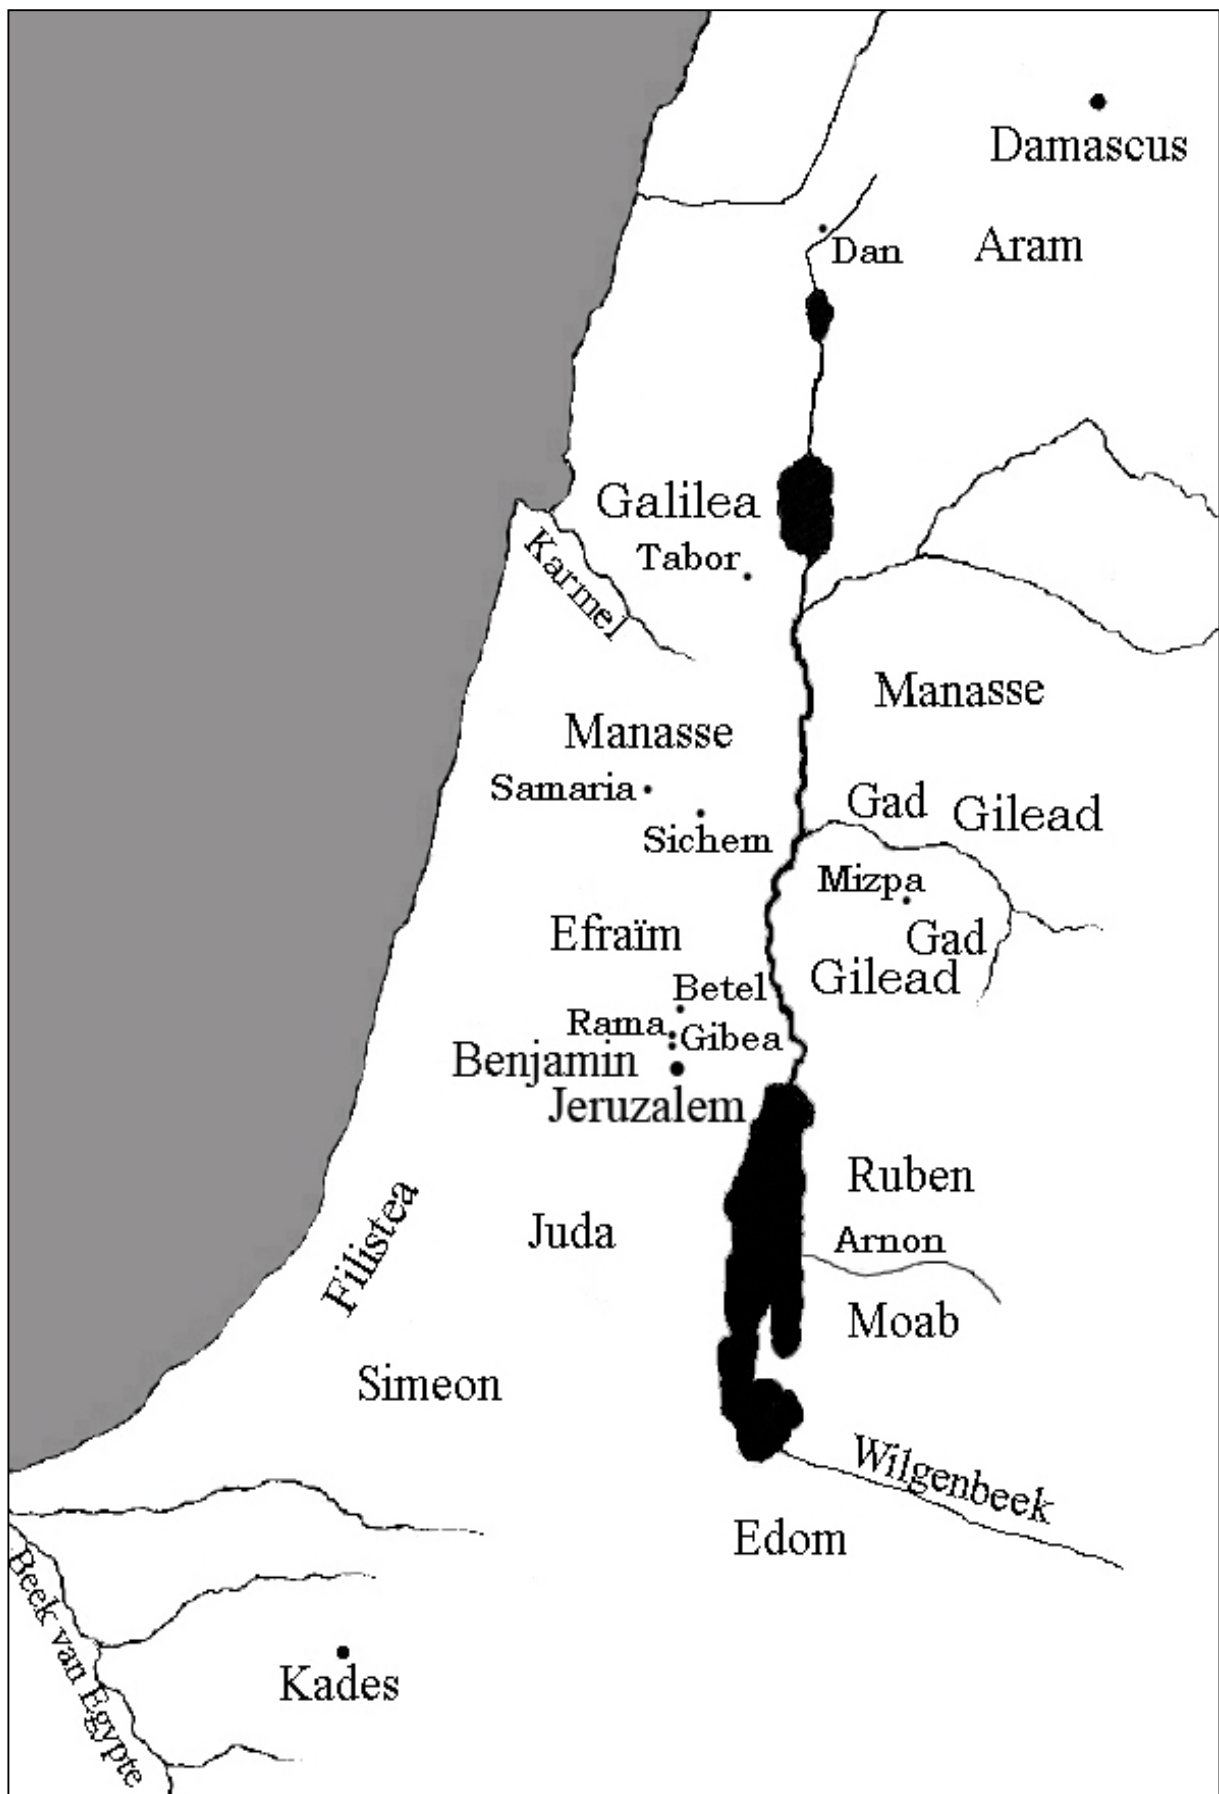 Damascus
Dan
Aram
Galilea
Karmel
Tabor
Manasse
Manasse
Samaria
Gad
Gilead
Sichem
Mizpa
Efraïm
Gad
Gilead
Betel
Rama
Gibea
Benjamin
Jeruzalem
Ruben
Filistea
Juda
Arnon
Moab
Simeon
Wilgenbeek
Edom
Beek van Egypte
Kades